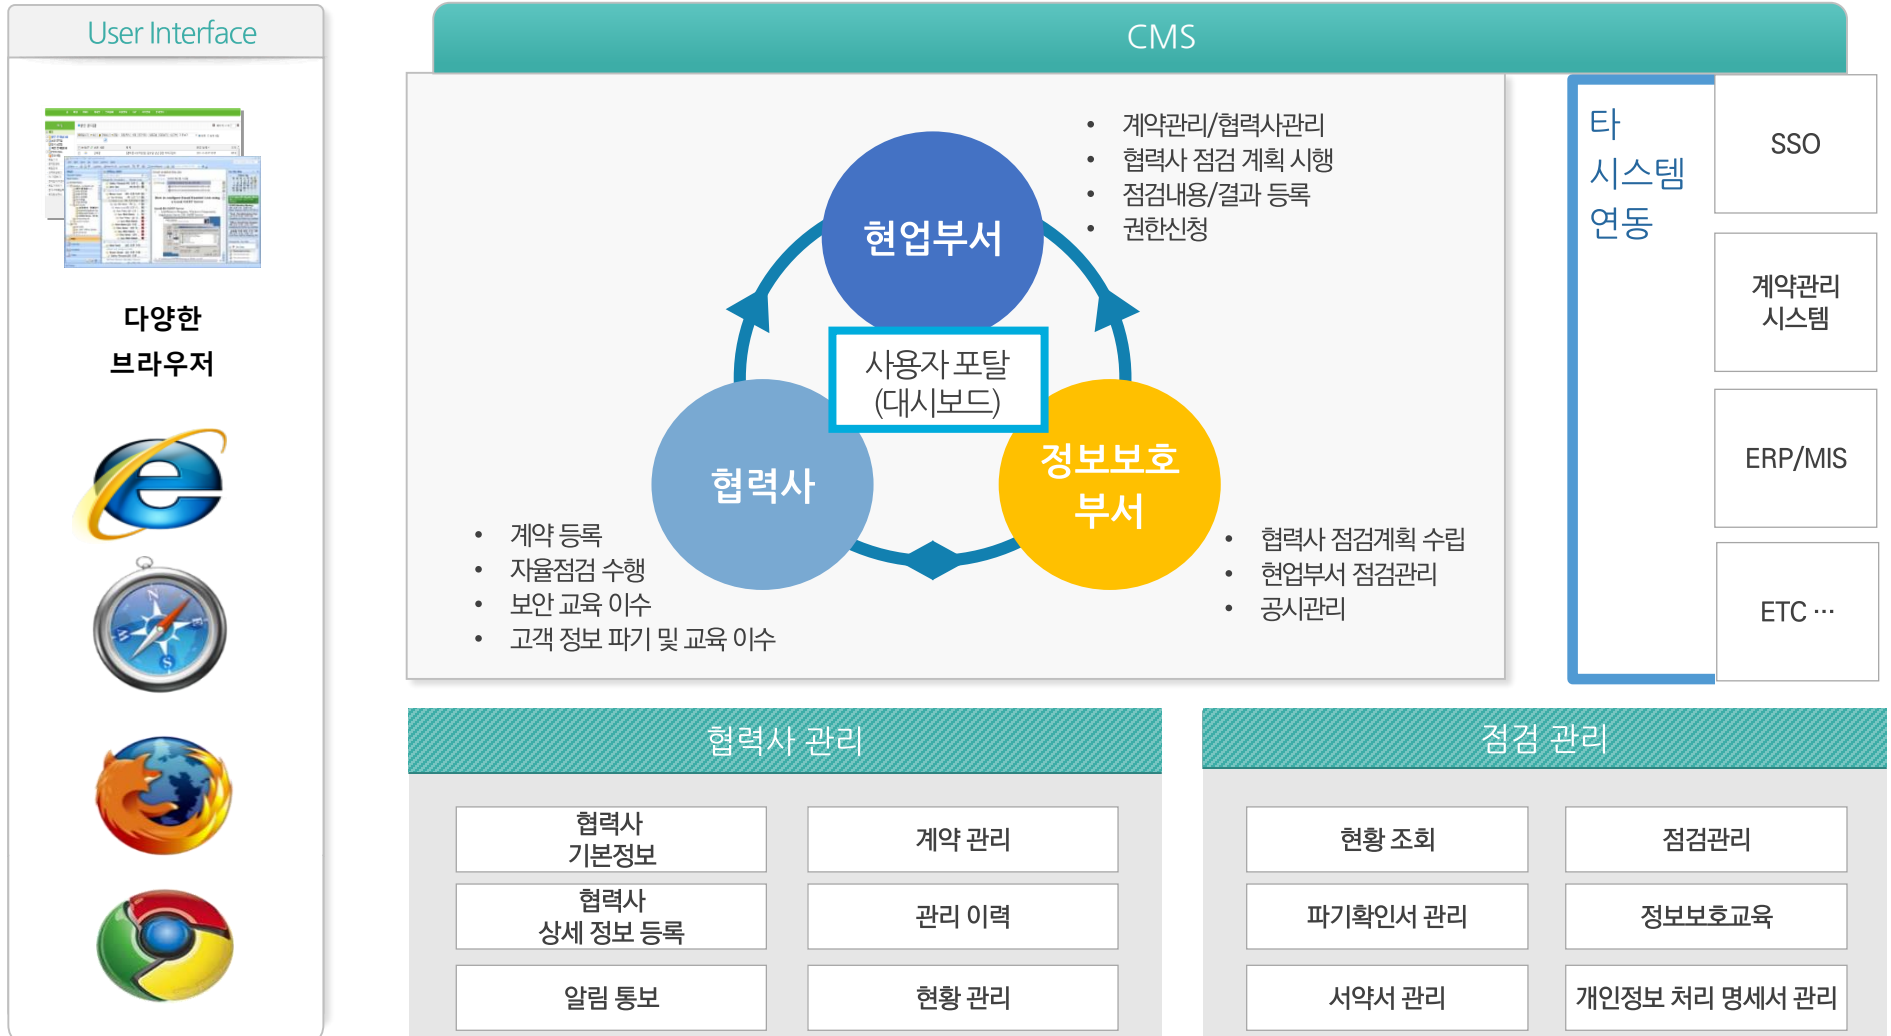 User Interface
다양한
브라우저
CMS
계약관리/협력사관리
협력사 점검 계획 시행
점검내용/결과 등록
권한신청
현업부서
사용자 포탈
(대시보드)
협력사
정보보호
부서
계약 등록
자율점검 수행
보안 교육 이수
고객 정보 파기 및 교육 이수
협력사 점검계획 수립
현업부서 점검관리
공시관리
타
시스템
연동
SSO
계약관리
시스템
ERP/MIS
ETC ···
협력사 관리
협력사
기본정보
계약 관리
협력사
상세 정보 등록
관리 이력
알림 통보
현황 관리
점검 관리
현황 조회
점검관리
파기확인서 관리
정보보호교육
서약서 관리
개인정보 처리 명세서 관리